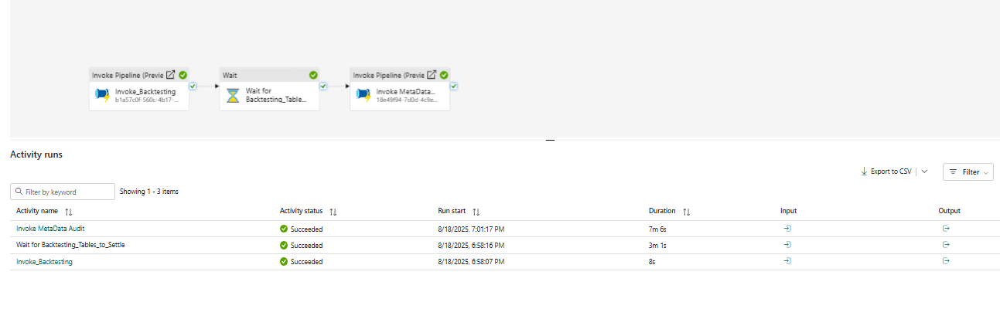 Invoke Pipeline (Previe
Invoke_Backtesting
b1a57c0f-560c-4b17-...
Wait
Wait for
Backtesting_Table...
Invoke Pipeline (Previe
Invoke MetaData...
18e49f94-7d0d-4c9e...
Activity runs
Export to CSV
Filter
Filter by keyword
Showing 1 - 3 items
Activity name Activity status Run start Duration Input Output
Invoke MetaData Audit Succeeded 8/18/2025, 7:01:17 PM 7m 6s
Wait for Backtesting_Tables_to_Settle Succeeded 8/18/2025, 6:58:16 PM 3m 1s
Invoke_Backtesting Succeeded 8/18/2025, 6:58:07 PM 8s